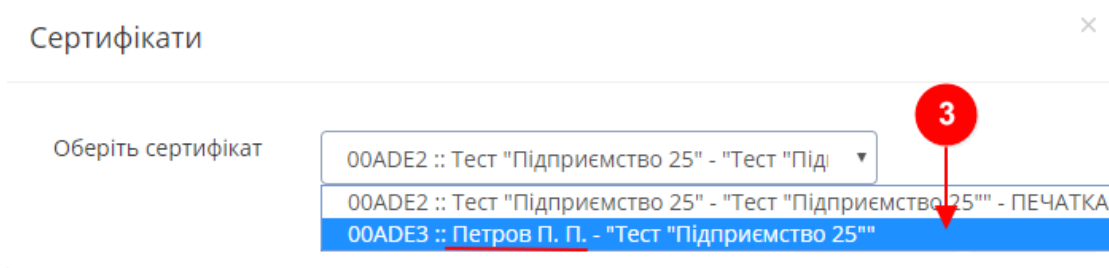 Сертифікати
3
Оберіть сертифікат
00ADE2 :: Тест "Підприємство 25" - "Тест "Підп
00ADE2 :: Тест "Підприємство 25" - "Тест "Підприємство 25"" - ПЕЧАТКА
00ADE3 :: Петров П. П. - "Тест "Підприємство 25""